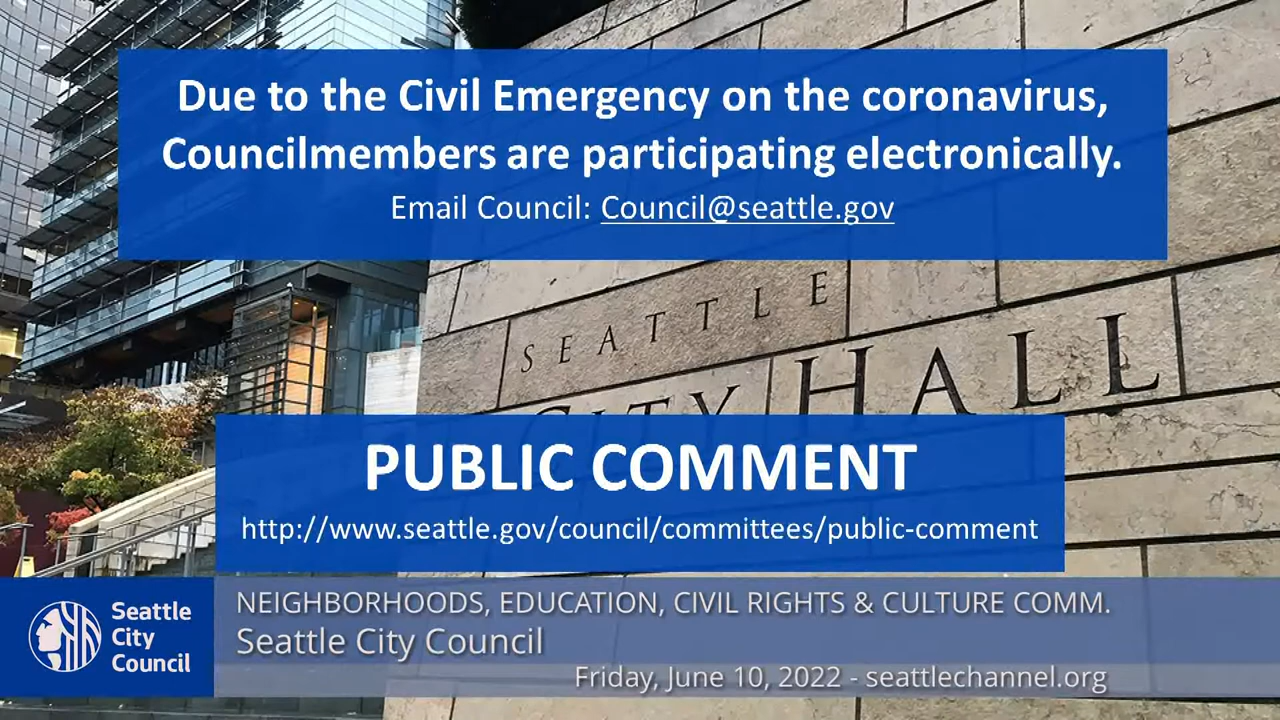 Due to the Civil Emergency on the coronavirus,
Councilmembers are participating electronically.
Email Council: Council@seattle.gov
SEATTLE
CITY HALL
PUBLIC COMMENT
http://www.seattle.gov/council/committees/public-comment
Seattle
City
Council
NEIGHBORHOODS, EDUCATION, CIVIL RIGHTS & CULTURE COMM.
Seattle City Council
Friday, June 10, 2022 - seattlechannel.org